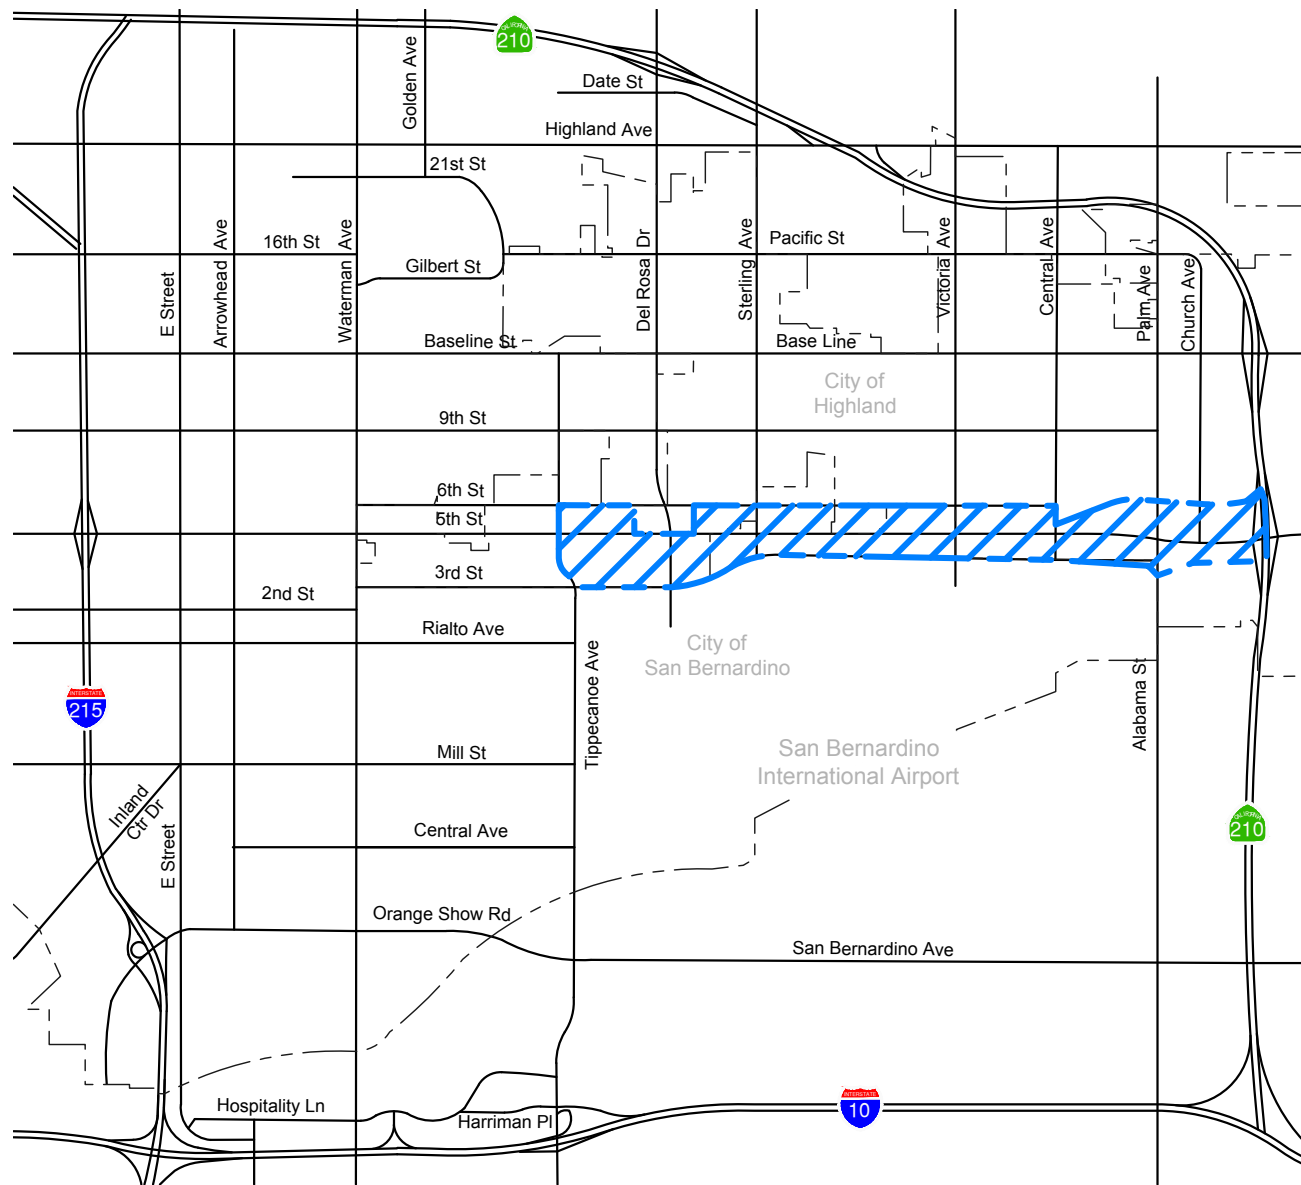 CALIFORNIA
210
Golden Ave
Date St
Highland Ave
21st St
16th St
Gilbert St
Pacific St
E Street
Arrowhead Ave
Waterman Ave
Del Rosa Dr
Sterling Ave
Victoria Ave
Central Ave
Palm Ave
Church Ave
Baseline St
Base Line
City of
Highland
9th St
6th St
5th St
3rd St
2nd St
Rialto Ave
City of
San Bernardino
Tippecanoe Ave
Alabama St
INTERSTATE
215
Mill St
San Bernardino
International Airport
Inland
Ctr Dr
E Street
Central Ave
CALIFORNIA
210
Orange Show Rd
San Bernardino Ave
Hospitality Ln
Harriman Pl
INTERSTATE
10